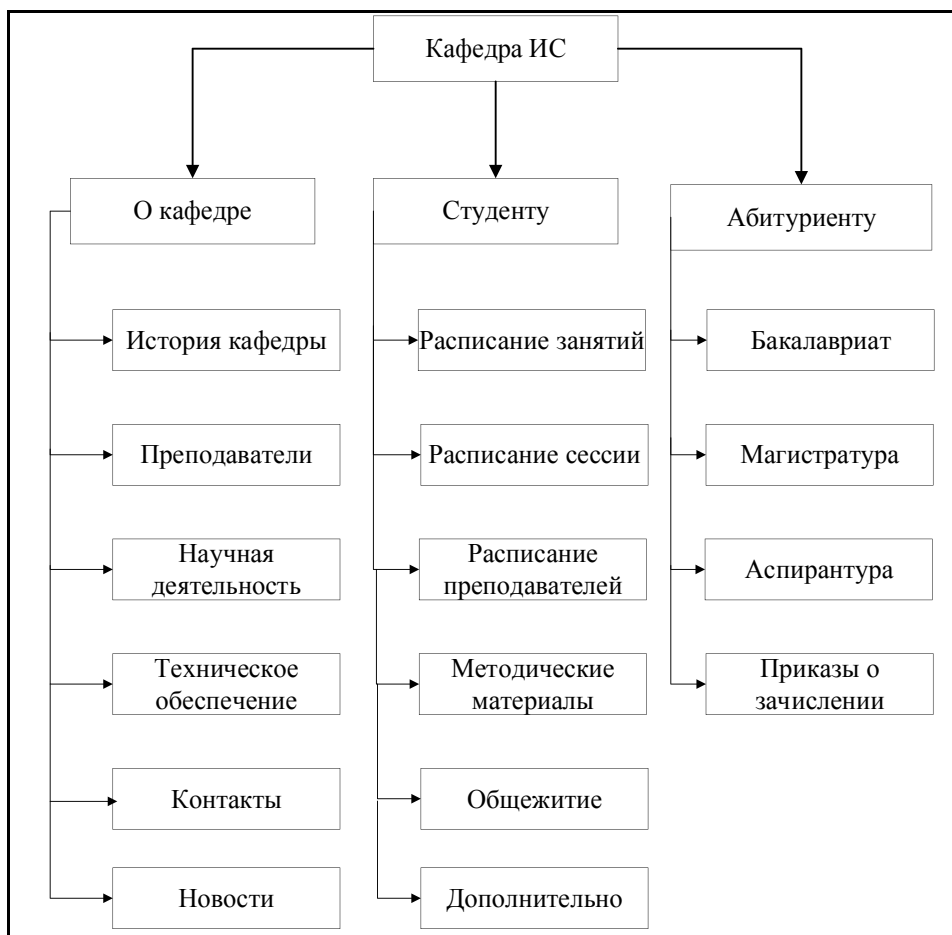 Кафедра ИС
О кафедре
Студенту
Абитуриенту
История кафедры
Преподаватели
Научная
деятельность
Техническое
обеспечение
Контакты
Новости
Расписание занятий
Расписание сессии
Расписание
преподавателей
Методические
материалы
Общежитие
Дополнительно
Бакалавриат
Магистратура
Аспирантура
Приказы о
зачислении